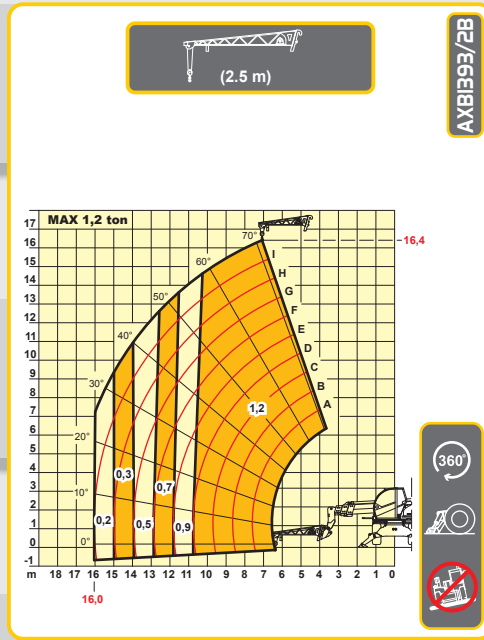 (2.5 m)
AXB1393/2B
MAX 1,2 ton
17
16
15
14
13
12
11
10
9
8
7
6
5
4
3
2
1
0
-1
70°
60°
50°
40°
30°
20°
10°
0°
16,4
I
H
G
F
E
D
C
B
A
1,2
0,3
0,7
0,2
0,5
0,9
360°
m 18 17 16 15 14 13 12 11 10 9 8 7 6 5 4 3 2 1 0
16,0